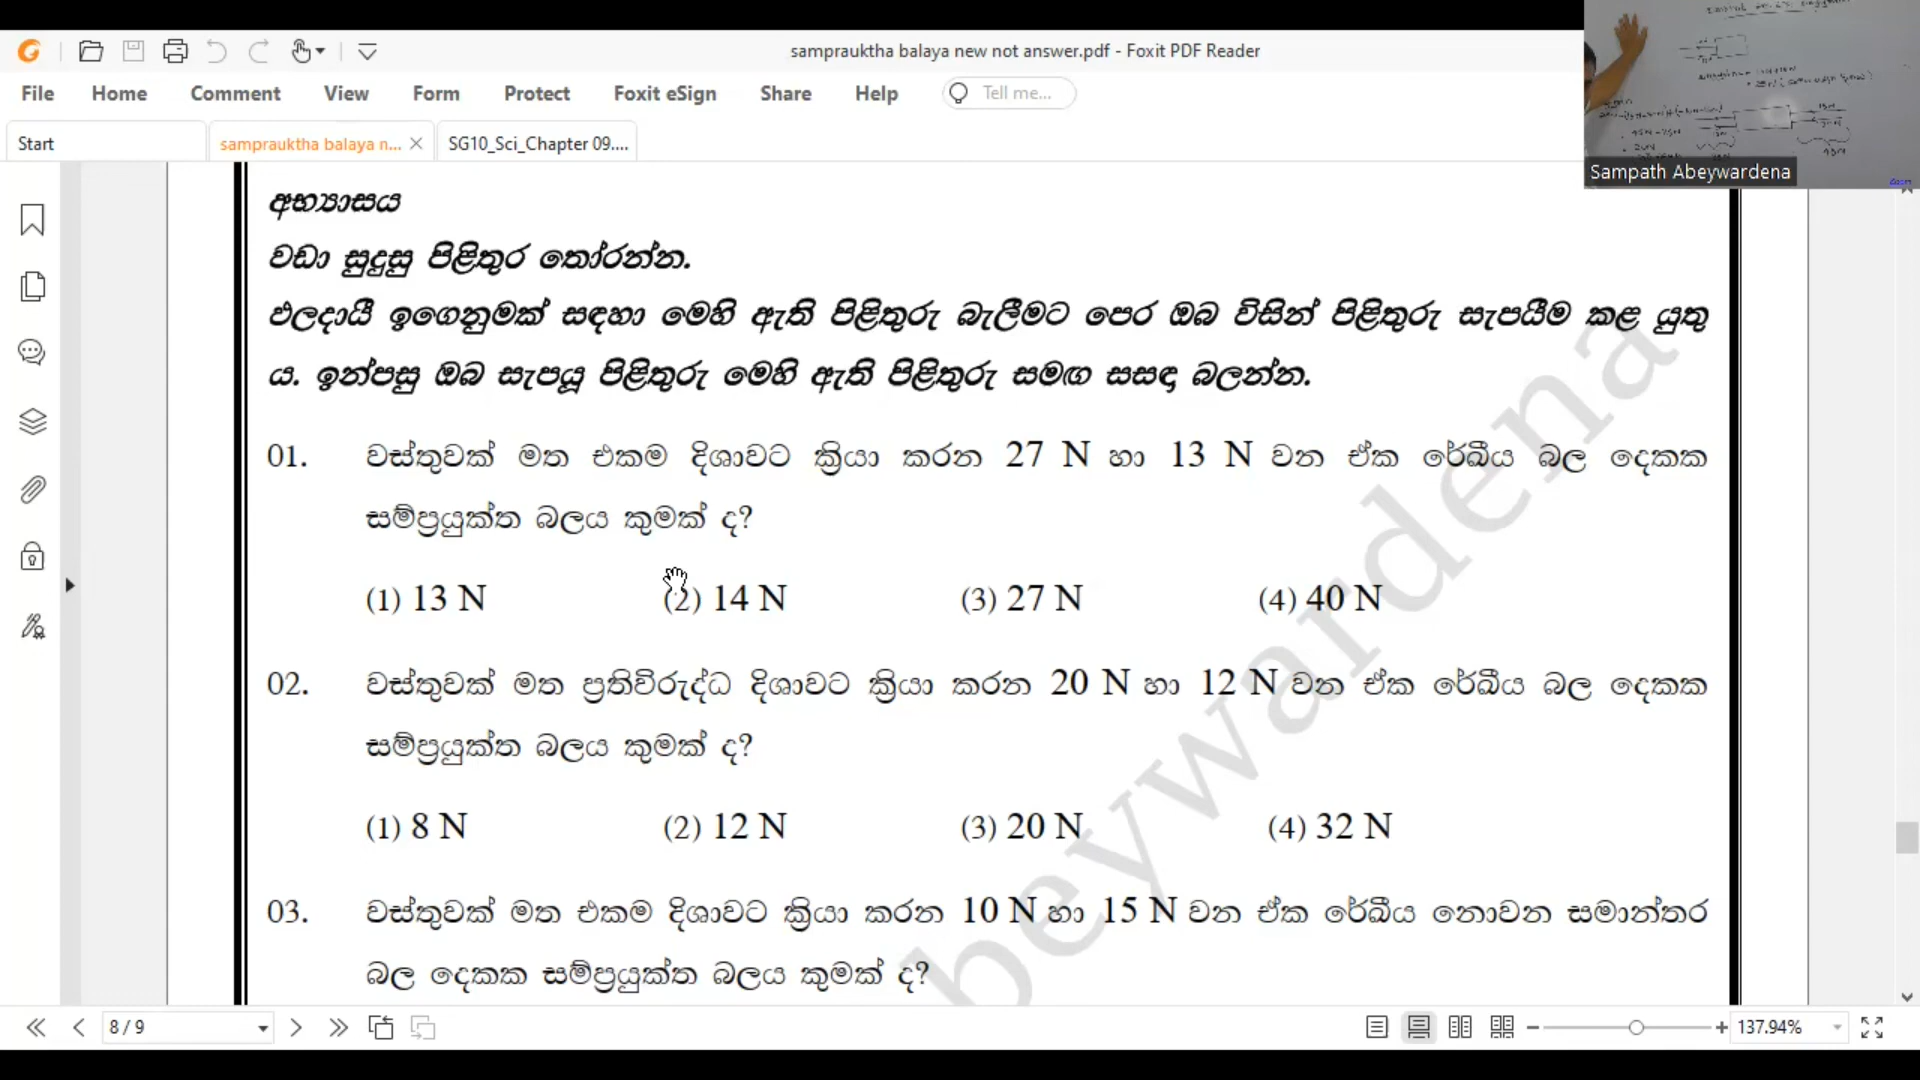 samprauktha balaya new not answer.pdf - Foxit PDF Reader
File Home Comment View Form Protect Foxit eSign Share Help Tell me...
Start samprauktha balaya n... SG10_Sci_Chapter 09....
Sampath Abeywardena
අභ්‍යාසය
වඩා සුදුසු පිළිතුර තෝරන්න.
ඵලදායී ඉගෙනුමක් සඳහා මෙහි ඇති පිළිතුරු බැලීමට පෙර ඔබ විසින් පිළිතුරු සැපයීම කළ යුතු
ය. ඉන්පසු ඔබ සැපයූ පිළිතුරු මෙහි ඇති පිළිතුරු සමඟ සසඳා බලන්න.
01. වස්තුවක් මත එකම දිශාවට ක්‍රියා කරන 27 N හා 13 N වන ඒක රේඛීය බල දෙකක
සම්ප්‍රයුක්ත බලය කුමක් ද?
(1) 13 N (2) 14 N (3) 27 N (4) 40 N
02. වස්තුවක් මත ප්‍රතිවිරුද්ධ දිශාවට ක්‍රියා කරන 20 N හා 12 N වන ඒක රේඛීය බල දෙකක
සම්ප්‍රයුක්ත බලය කුමක් ද?
(1) 8 N (2) 12 N (3) 20 N (4) 32 N
03. වස්තුවක් මත එකම දිශාවට ක්‍රියා කරන 10 N හා 15 N වන ඒක රේඛීය නොවන සමාන්තර
බල දෙකක සම්ප්‍රයුක්ත බලය කුමක් ද?
beywardena
8 / 9 137.94%